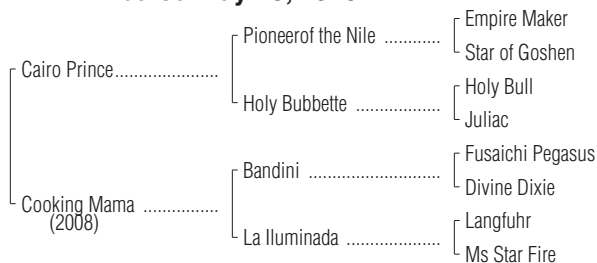 Empire Maker
Pioneerof the Nile ............
Star of Goshen
Cairo Prince.....................
Holy Bull
Holy Bubbette .................
Juliac
Fusaichi Pegasus
Bandini ..........................
Divine Dixie
Cooking Mama ...............
(2008)
Langfuhr
La Iluminada ...................
Ms Star Fire